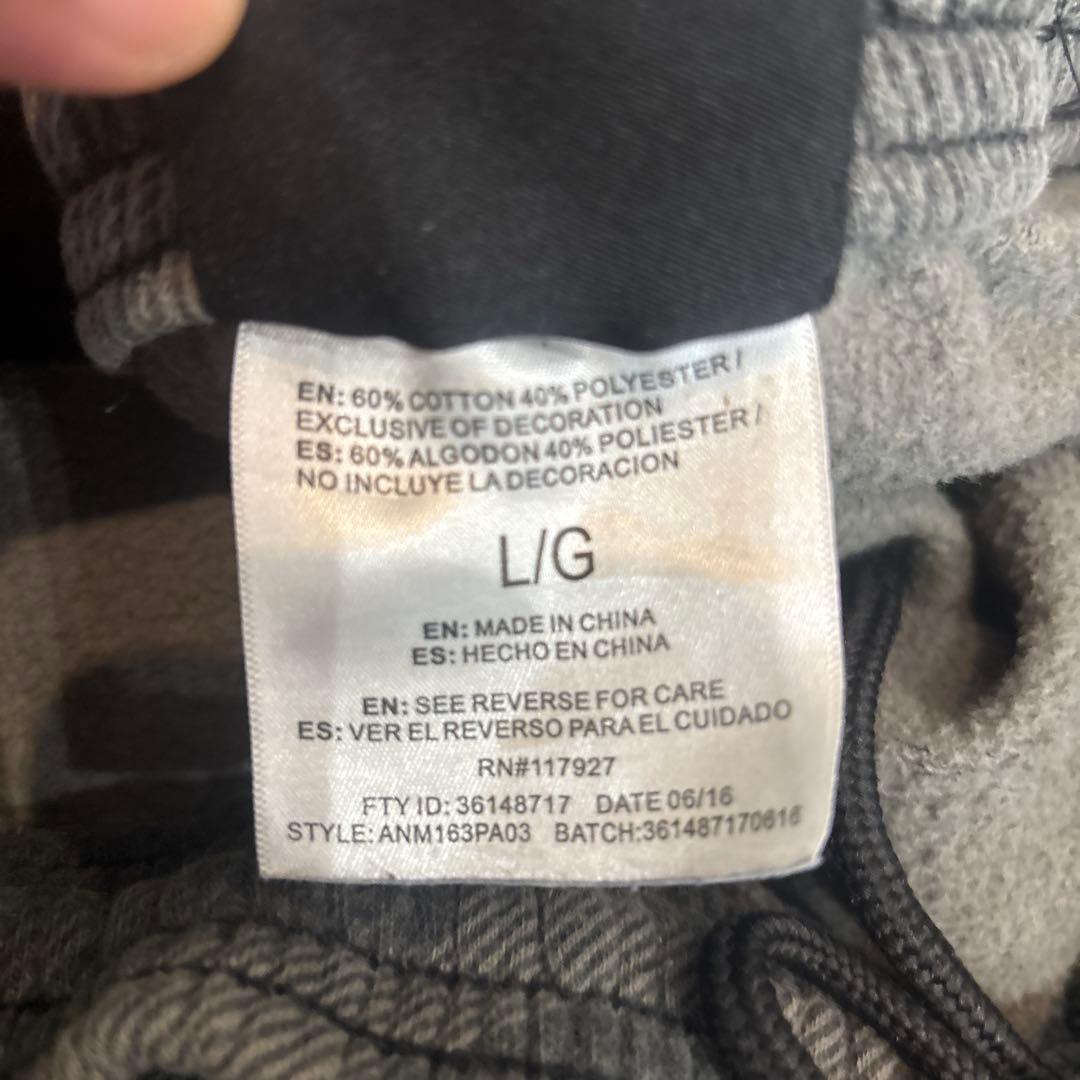 EN: 60% COTTON 40% POLYESTER /
EXCLUSIVE OF DECORATION
ES: 60% ALGODON 40% POLIESTER /
NO INCLUYE LA DECORACION
L/G
EN: MADE IN CHINA
ES: HECHO EN CHINA
EN: SEE REVERSE FOR CARE
ES: VER EL REVERSO PARA EL CUIDADO
RN#117927
FTY ID: 36148717 DATE 06/16
STYLE: ANM163PA03 BATCH:361487170616